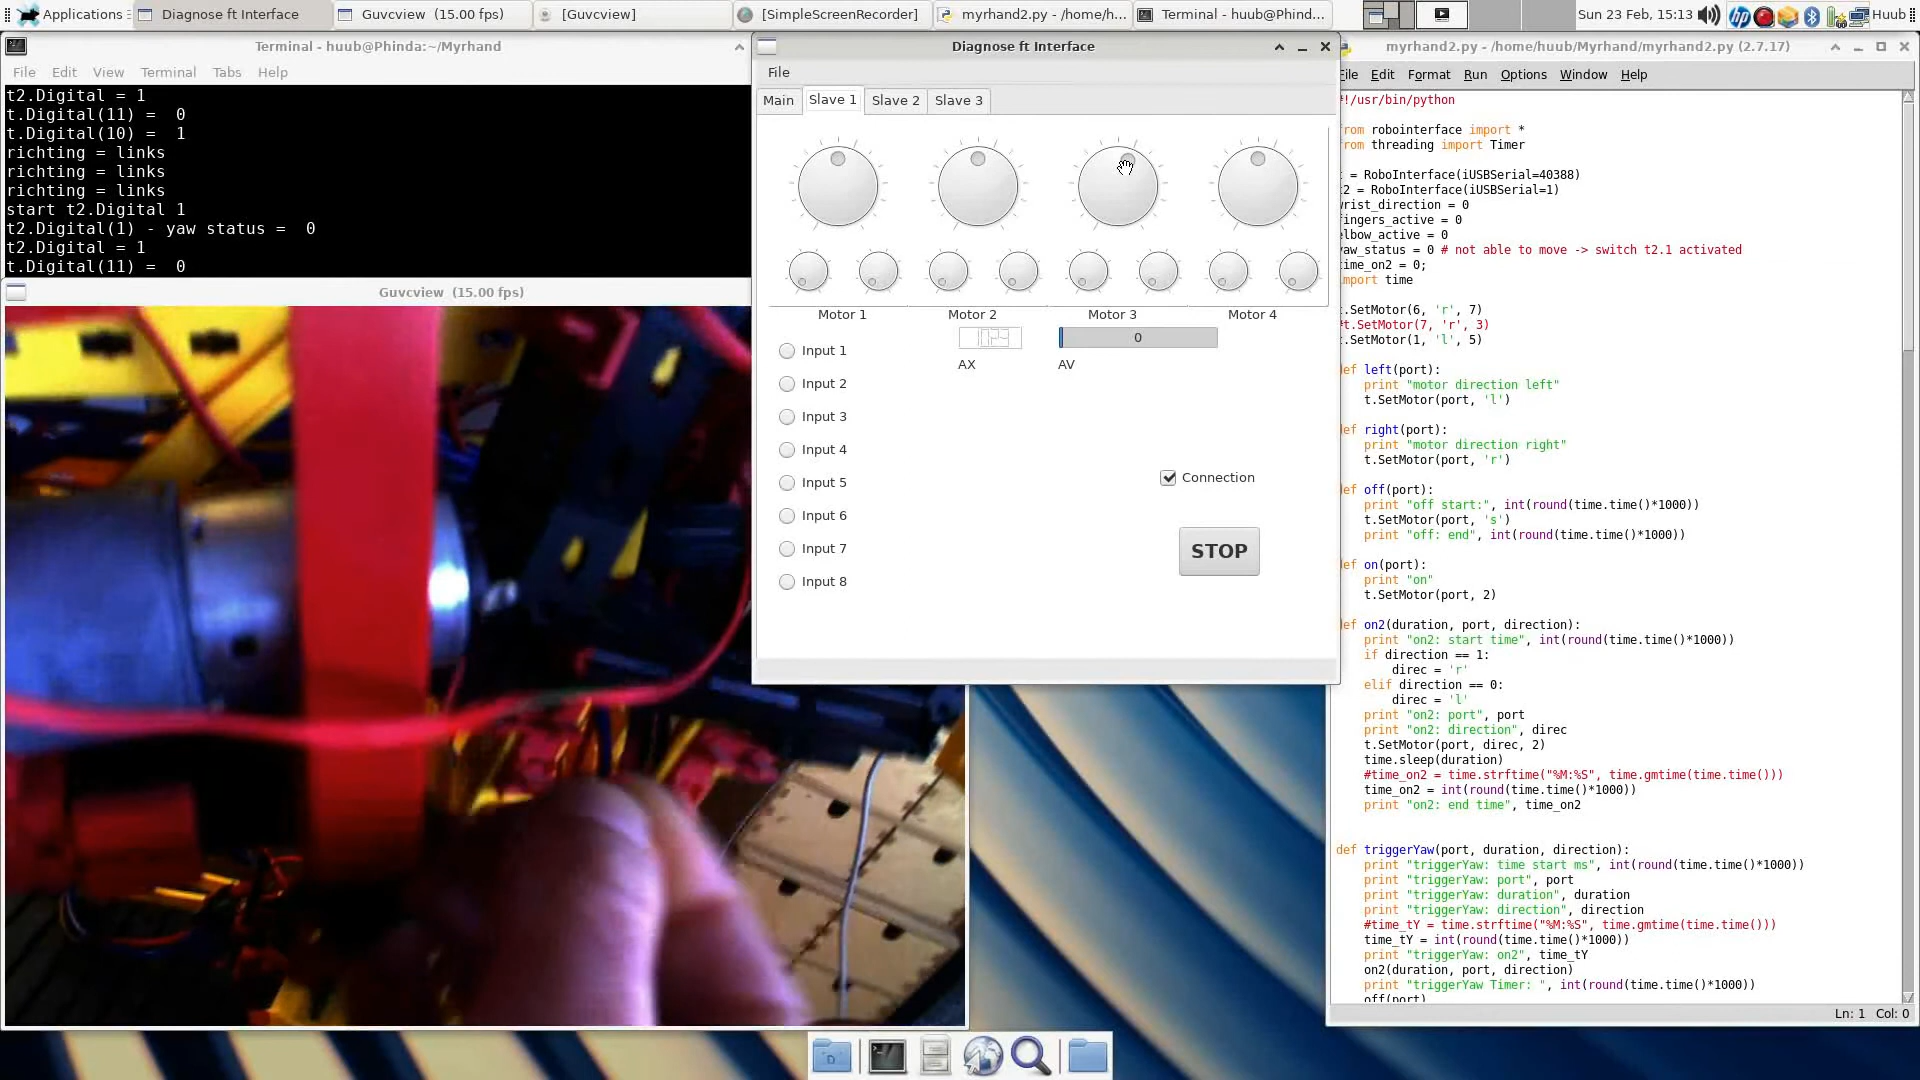 Applications
Diagnose ft Interface
Guvcview (15.00 fps)
[Guvcview]
[SimpleScreenRecorder]
myrhand2.py - /home/h...
Terminal - huub@Phind...
Sun 23 Feb, 15:13
Huub
Terminal - huub@Phinda:~/Myrhand
File Edit View Terminal Tabs Help
t2.Digital = 1
t.Digital(11) =  0
t.Digital(10) =  1
richting = links
richting = links
richting = links
start t2.Digital 1
t2.Digital(1) - yaw status =  0
t2.Digital = 1
t.Digital(11) =  0
Guvcview (15.00 fps)
Diagnose ft Interface
File
Main Slave 1 Slave 2 Slave 3
Motor 1 Motor 2 Motor 3 Motor 4
1023
0
AX AV
Input 1
Input 2
Input 3
Input 4
Input 5
Input 6
Input 7
Input 8
Connection
STOP
myrhand2.py - /home/huub/Myrhand/myrhand2.py (2.7.17)
File Edit Format Run Options Window Help
#!/usr/bin/python
from robointerface import *
from threading import Timer
= RoboInterface(iUSBSerial=40388)
t2 = RoboInterface(iUSBSerial=1)
wrist_direction = 0
fingers_active = 0
elbow_active = 0
yaw_status = 0 # not able to move -> switch t2.1 activated
time_on2 = 0;
import time
t.SetMotor(6, 'r', 7)
#t.SetMotor(7, 'r', 3)
t.SetMotor(1, 'l', 5)
def left(port):
print "motor direction left"
t.SetMotor(port, 'l')
def right(port):
print "motor direction right"
t.SetMotor(port, 'r')
def off(port):
print "off start:", int(round(time.time()*1000))
t.SetMotor(port, 's')
print "off: end", int(round(time.time()*1000))
def on(port):
print "on"
t.SetMotor(port, 2)
def on2(duration, port, direction):
print "on2: start time", int(round(time.time()*1000))
if direction == 1:
direc = 'r'
elif direction == 0:
direc = 'l'
print "on2: port", port
print "on2: direction", direc
t.SetMotor(port, direc, 2)
time.sleep(duration)
#time_on2 = time.strftime("%M:%S", time.gmtime(time.time()))
time_on2 = int(round(time.time()*1000))
print "on2: end time", time_on2
def triggerYaw(port, duration, direction):
print "triggerYaw: time start ms", int(round(time.time()*1000))
print "triggerYaw: port", port
print "triggerYaw: duration", duration
print "triggerYaw: direction", direction
#time_tY = time.strftime("%M:%S", time.gmtime(time.time()))
time_tY = int(round(time.time()*1000))
print "triggerYaw: on2", time_tY
on2(duration, port, direction)
print "triggerYaw Timer: ", int(round(time.time()*1000))
off(port)
Ln: 1 Col: 0